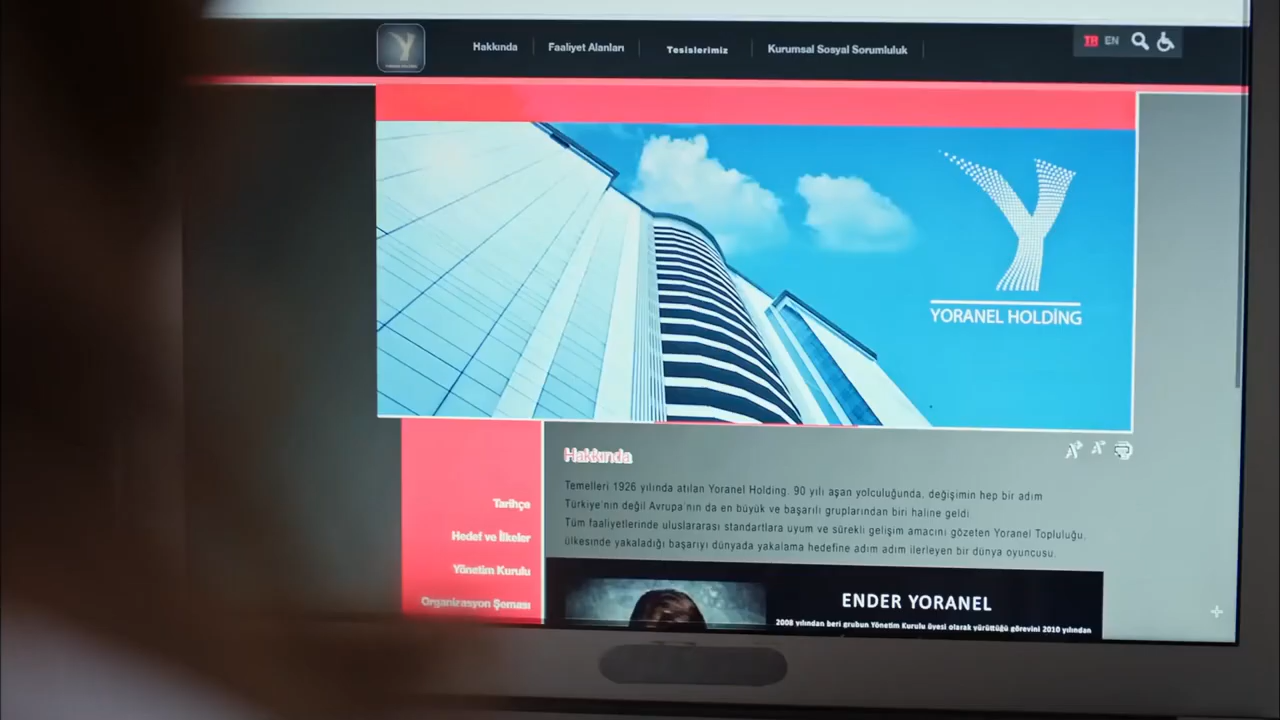 Hakkında
Faaliyet Alanları
Tesislerimiz
Kurumsal Sosyal Sorumluluk
TR EN
YORANEL HOLDİNG
Hakkında
Temelleri 1926 yılında atılan Yoranel Holding. 90 yılı aşan yolculuğunda, değişimin hep bir adım
Türkiye'nin değil Avrupa'nın da en büyük ve başarılı gruplarından biri haline geldi
Tüm faaliyetlerinde uluslararası standartlara uyum ve sürekli gelişim amacını gözeten Yoranel Topluluğu,
ülkesinde yakaladığı başarıyı dünyada yakalama hedefine adım adım ilerleyen bir dünya oyuncusu.
Tarihçe
Hedef ve İlkeler
Yönetim Kurulu
Organizasyon Şeması
ENDER YORANEL
2008 yılından beri grubun Yönetim Kurulu üyesi olarak yürüttüğü görevini 2010 yılından